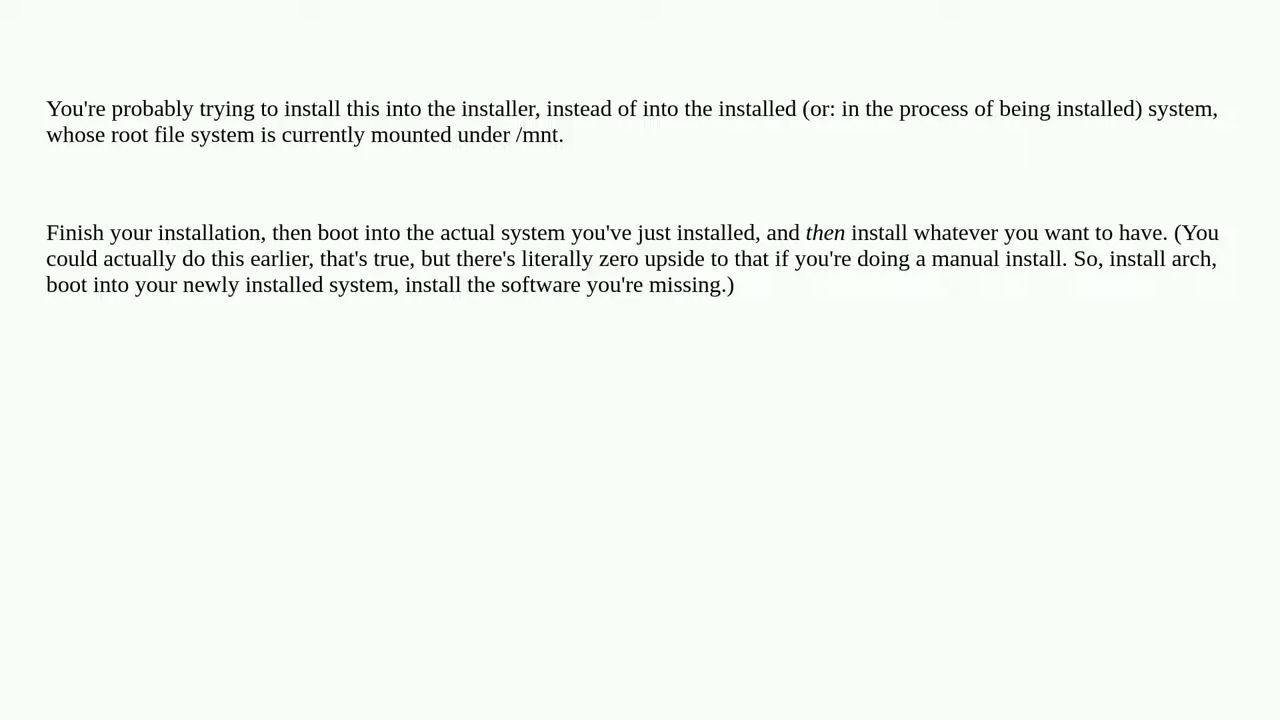 You're probably trying to install this into the installer, instead of into the installed (or: in the process of being installed) system,
whose root file system is currently mounted under /mnt.
Finish your installation, then boot into the actual system you've just installed, and then install whatever you want to have. (You
could actually do this earlier, that's true, but there's literally zero upside to that if you're doing a manual install. So, install arch,
boot into your newly installed system, install the software you're missing.)